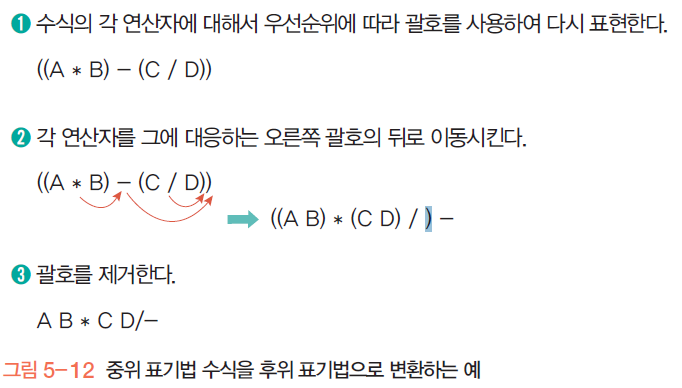 ❶ 수식의 각 연산자에 대해서 우선순위에 따라 괄호를 사용하여 다시 표현한다.
((A * B) – (C / D))
❷ 각 연산자를 그에 대응하는 오른쪽 괄호의 뒤로 이동시킨다.
((A * B) – (C / D))
((A B) * (C D) / ) –
❸ 괄호를 제거한다.
A B * C D/–
그림 5-12 중위 표기법 수식을 후위 표기법으로 변환하는 예